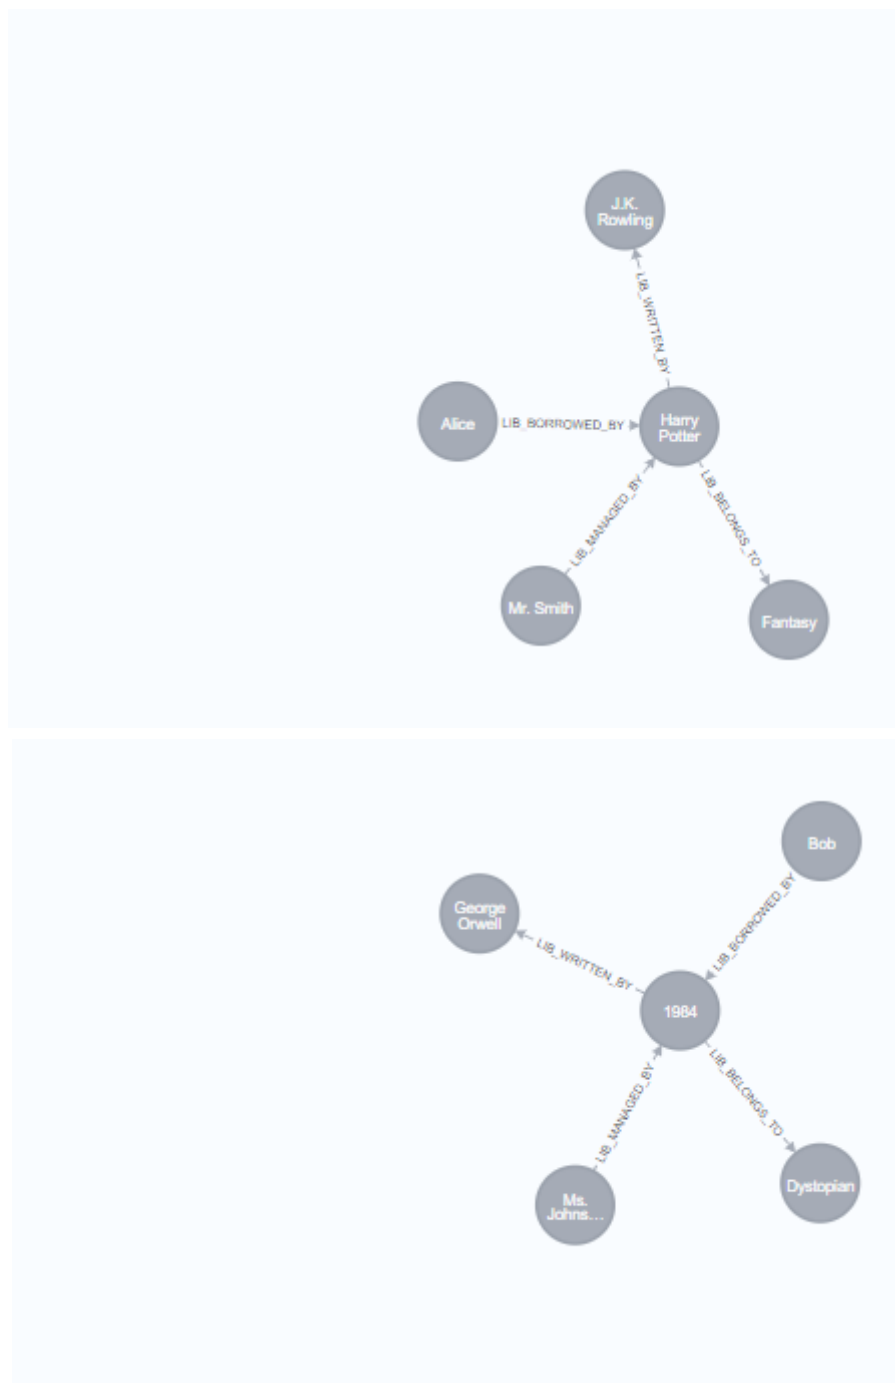 J.K.
Rowling
LIB_WRITTEN_BY
Alice
LIB_BORROWED_BY
Harry
Potter
LIB_MANAGED_BY
LIB_BELONGS_TO
Mr. Smith
Fantasy
Bob
George
Orwell
LIB_BORROWED_BY
LIB_WRITTEN_BY
1984
LIB_MANAGED_BY
LIB_BELONGS_TO
Dystopian
Ms.
Johns...